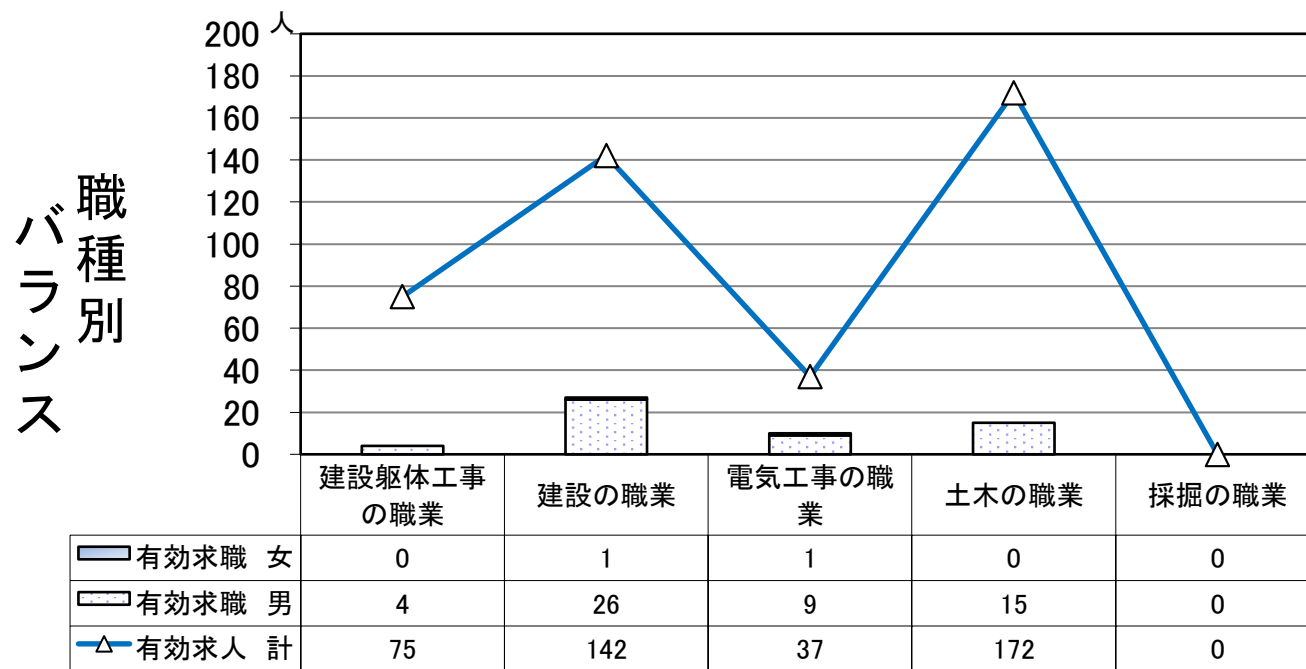 職種別
バランス
人
200
180
160
140
120
100
80
60
40
20
0
建設躯体工事の職業 建設の職業 電気工事の職業 土木の職業 採掘の職業
有効求職 女 0 1 1 0 0
有効求職 男 4 26 9 15 0
有効求人 計 75 142 37 172 0